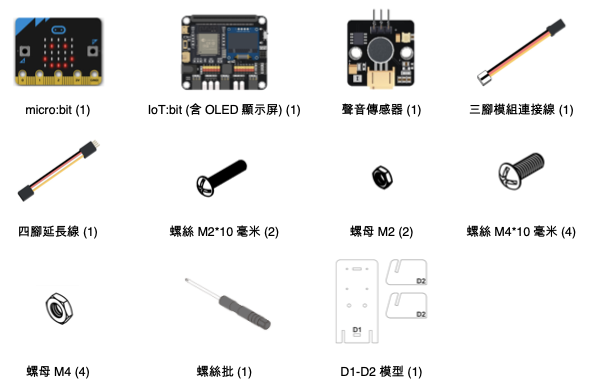 micro:bit (1)
IoT:bit (含 OLED 顯示屏) (1)
聲音傳感器 (1)
三腳模組連接線 (1)
四腳延長線 (1)
螺絲 M2*10 毫米 (2)
螺母 M2 (2)
螺絲 M4*10 毫米 (4)
D2
D2
D1
螺母 M4 (4)
螺絲批 (1)
D1-D2 模型 (1)